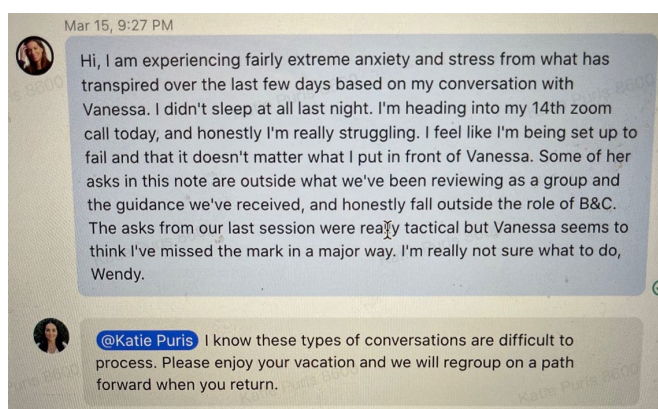 Mar 15, 9:27 PM
Hi, I am experiencing fairly extreme anxiety and stress from what has
transpired over the last few days based on my conversation with
Vanessa. I didn't sleep at all last night. I'm heading into my 14th zoom
call today, and honestly I'm really struggling. I feel like I'm being set up to
fail and that it doesn't matter what I put in front of Vanessa. Some of her
asks in this note are outside what we've been reviewing as a group and
the guidance we've received, and honestly fall outside the role of B&C.
The asks from our last session were really tactical but Vanessa seems to
think I've missed the mark in a major way. I'm really not sure what to do,
Wendy.
@Katie Puris I know these types of conversations are difficult to
process. Please enjoy your vacation and we will regroup on a path
forward when you return.
Katie Puris 8600